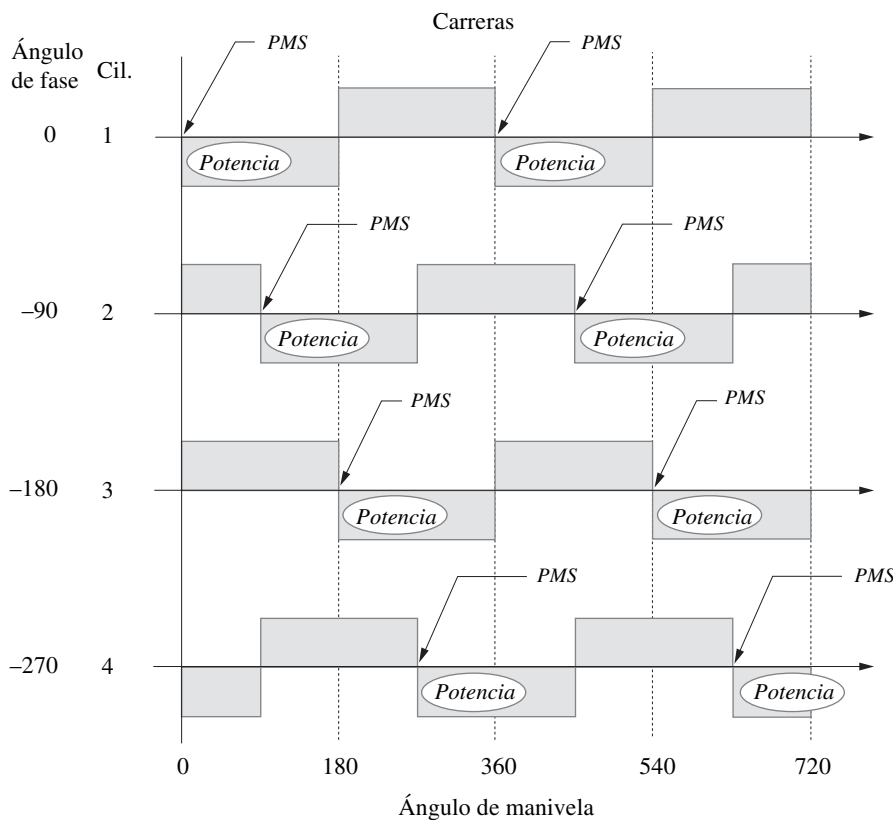 Carreras
Ángulo
de fase
Cil.
PMS
PMS
0
1
Potencia
Potencia
PMS
PMS
–90
2
Potencia
Potencia
PMS
PMS
–180
3
Potencia
Potencia
PMS
PMS
–270
4
Potencia
Potencia
0
180
360
540
720
Ángulo de manivela